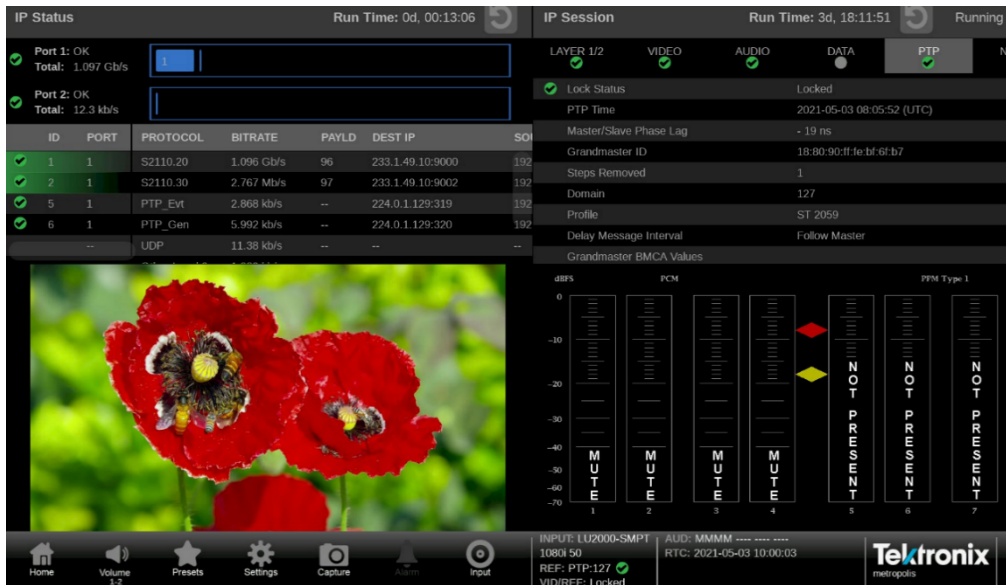 IP Status
Run Time: 0d, 00:13:06
Port 1: OK
Total: 1.097 Gb/s
1
Port 2: OK
Total: 12.3 kb/s
ID PORT PROTOCOL BITRATE PAYLD DEST IP SOU
1 1 S2110.20 1.096 Gb/s 96 233.1.49.10:9000 192
2 1 S2110.30 2.767 Mb/s 97 233.1.49.10:9002 192
5 1 PTP_Evt 2.868 kb/s -- 224.0.1.129:319 192
6 1 PTP_Gen 5.992 kb/s -- 224.0.1.129:320 192
-- UDP 11.38 kb/s -- -- --
IP Session
Run Time: 3d, 18:11:51
Running
LAYER 1/2 VIDEO AUDIO DATA PTP N
Lock Status Locked
PTP Time 2021-05-03 08:05:52 (UTC)
Master/Slave Phase Lag - 19 ns
Grandmaster ID 18:80:90:ff:fe:bf:6f:b7
Steps Removed 1
Domain 127
Profile ST 2059
Delay Message Interval Follow Master
Grandmaster BMCA Values
dBFS PCM PPM Type 1
0
-10
-20
-30
-40
-50
-60
-70
MUTE MUTE MUTE MUTE NOT PRESENT NOT PRESENT NOT PRESENT
1 2 3 4 5 6 7
Home
Volume
1-2
Presets
Settings
Capture
Alarm
Input
INPUT: LU2000-SMPT
1080i 50
REF: PTP:127
VID/REF: Locked
AUD: MMMM ---- ---- ----
RTC: 2021-05-03 10:00:03
Tektronix
metropolis